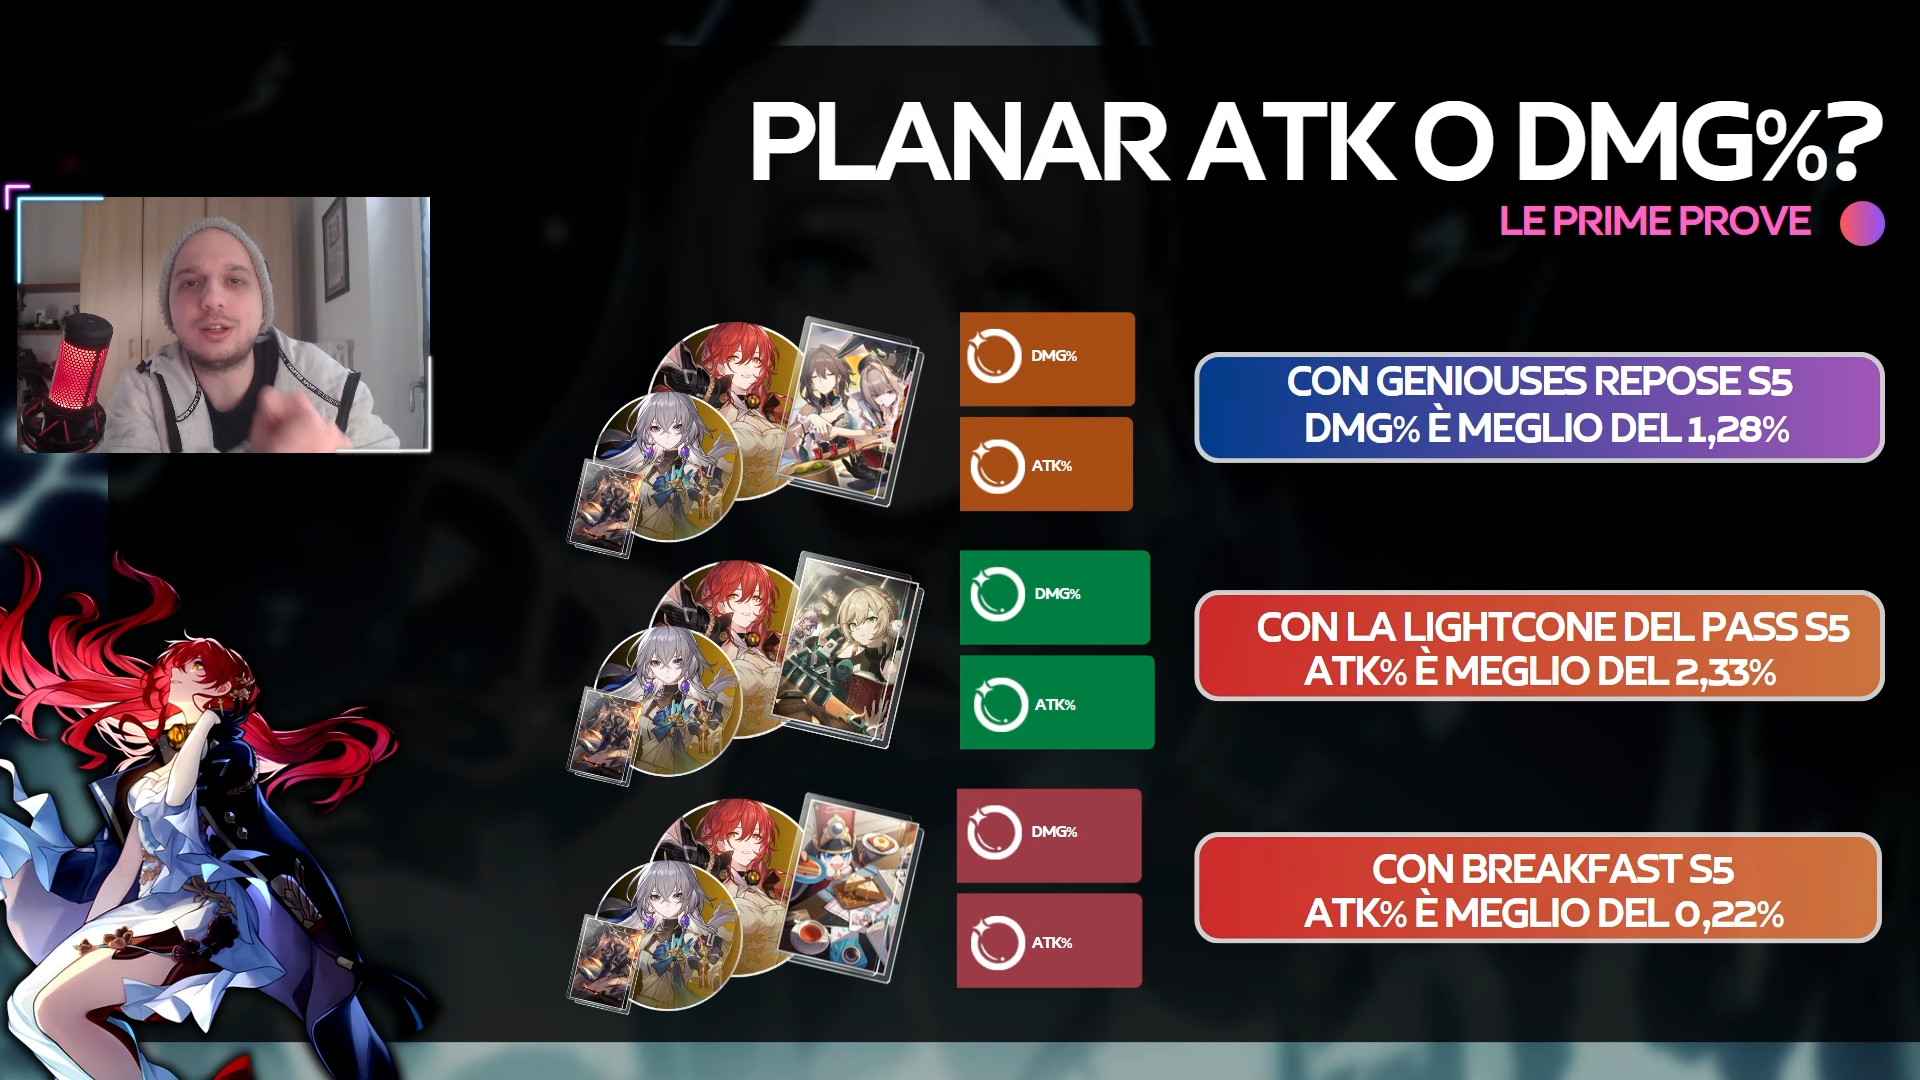 PLANAR ATK O DMG%?
LE PRIME PROVE
DMG%
ATK%
CON GENIOUSES REPOSE S5
DMG% È MEGLIO DEL 1,28%
DMG%
ATK%
CON LA LIGHTCONE DEL PASS S5
ATK% È MEGLIO DEL 2,33%
DMG%
ATK%
CON BREAKFAST S5
ATK% È MEGLIO DEL 0,22%